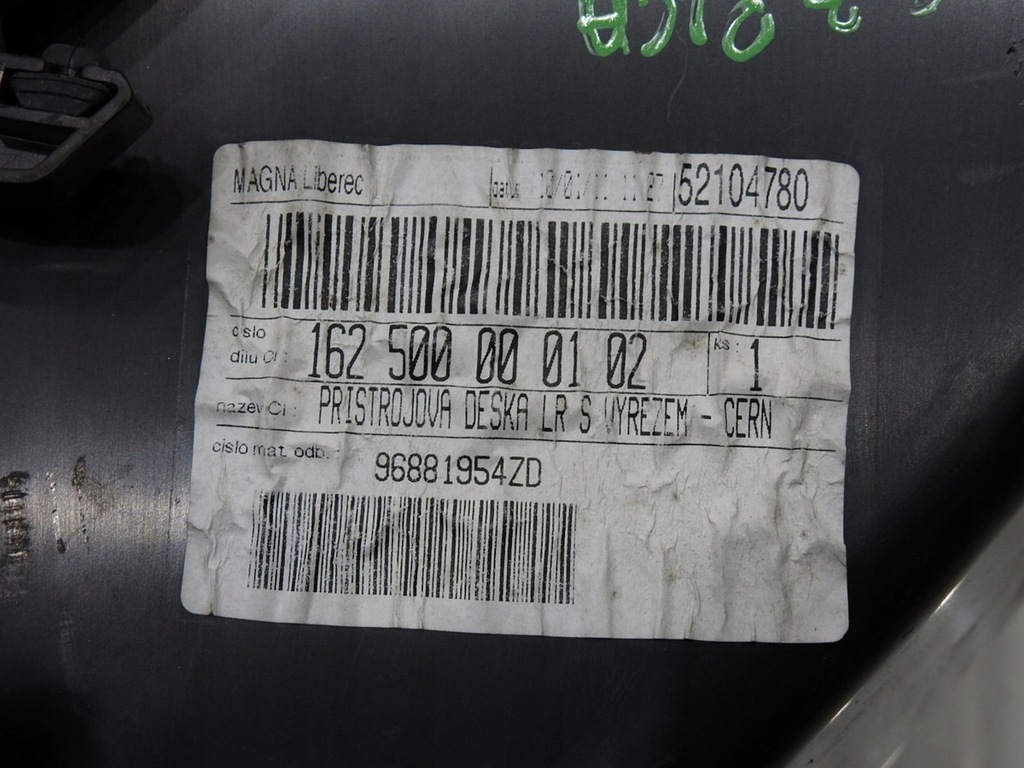 MAGNA Liberec 52104780
cislo
dilu CI : 162 500 00 01 02 ks : 1
nazev CI : PRISTROJOVA DESKA LR S VYREZEM - CERN
cislo mat. odb.
96881954ZD